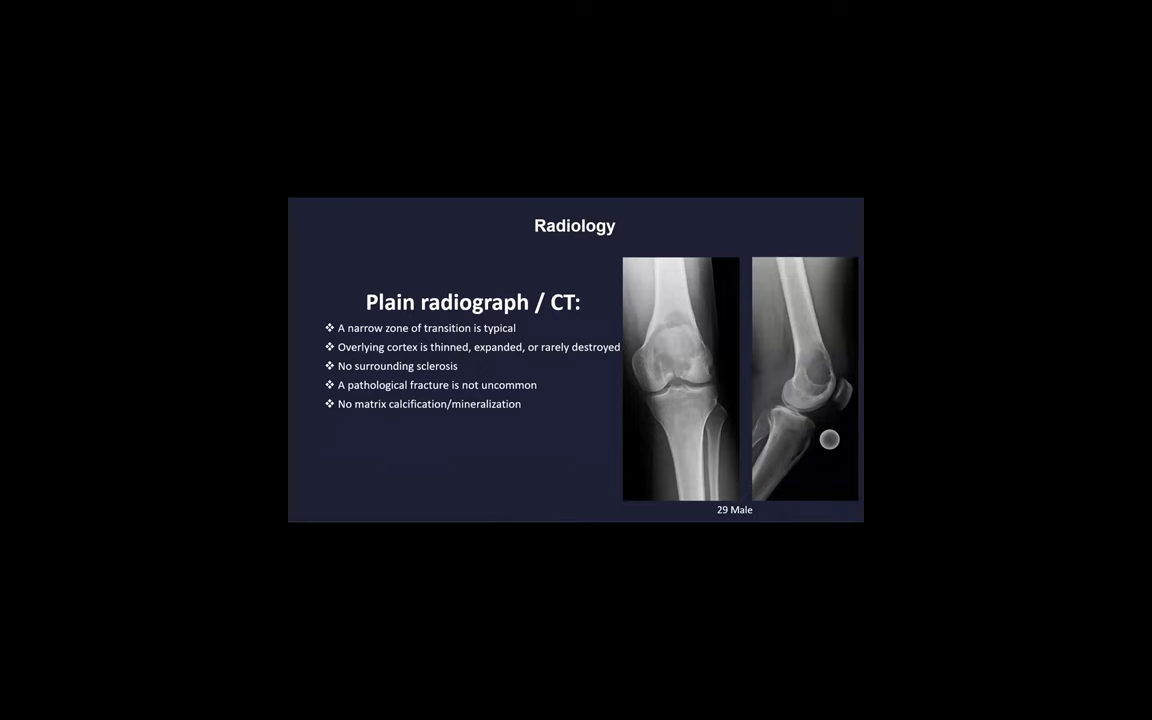 Radiology
Plain radiograph / CT:
❖ A narrow zone of transition is typical
❖ Overlying cortex is thinned, expanded, or rarely destroyed
❖ No surrounding sclerosis
❖ A pathological fracture is not uncommon
❖ No matrix calcification/mineralization
29 Male